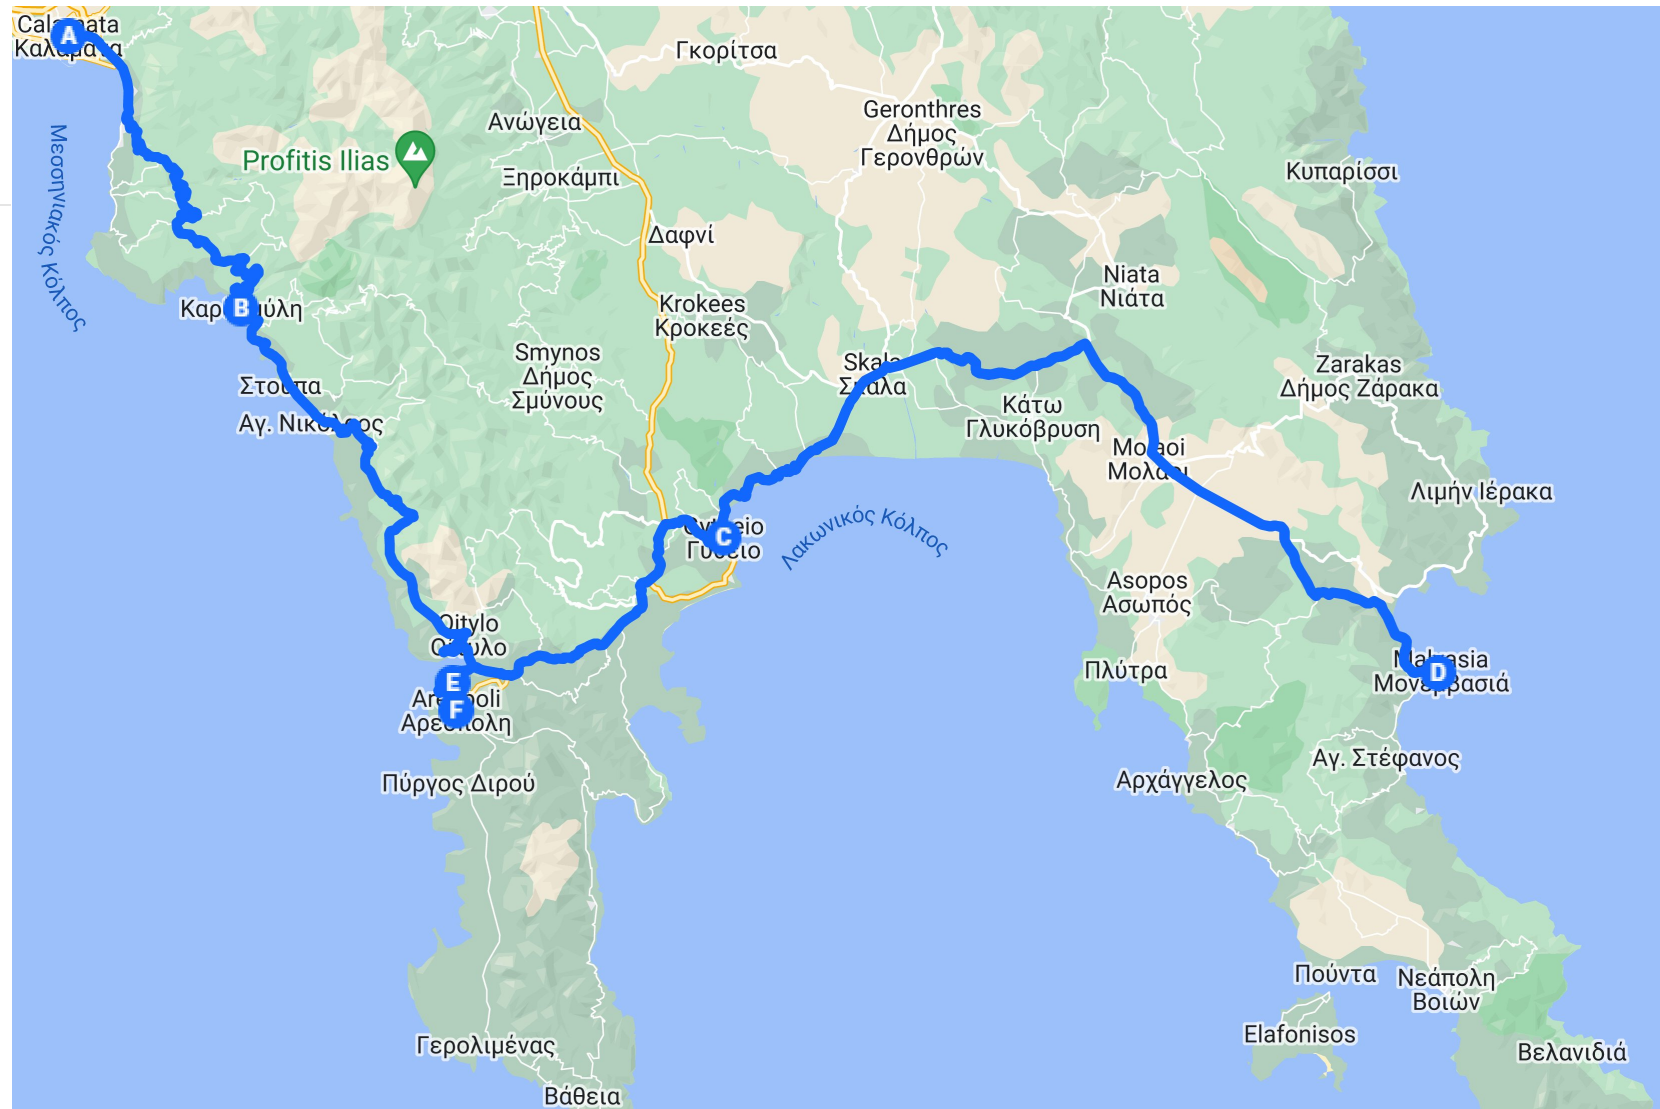 Calamata
Καλαμάτα
A
Γκορίτσα
Geronthres
Δήμος
Γερονθρών
Ανώγεια
Profitis Ilias
Ξηροκάμπι
Κυπαρίσσι
Μεσσηνιακός Κόλπος
Δαφνί
Niata
Νιάτα
Καρδαμύλη
B
Krokees
Κροκεές
Smynos
Δήμος
Σμύνους
Skala
Σκάλα
Zarakas
Δήμος Ζάρακα
Στούπα
Αγ. Νικόλαος
Κάτω
Γλυκόβρυση
Molaoi
Μολάοι
Λιμήν Ιέρακα
Gytheio
Γύθειο
C
Λακωνικός Κόλπος
Asopos
Ασωπός
Oitylo
Οίτυλο
E
Areopoli
Αρεόπολη
F
Πλύτρα
Malvasia
Μονεμβασιά
D
Πύργος Διρού
Αρχάγγελος
Αγ. Στέφανος
Πούντα
Νεάπολη
Βοιών
Elafonisos
Γερολιμένας
Βελανιδιά
Βάθεια